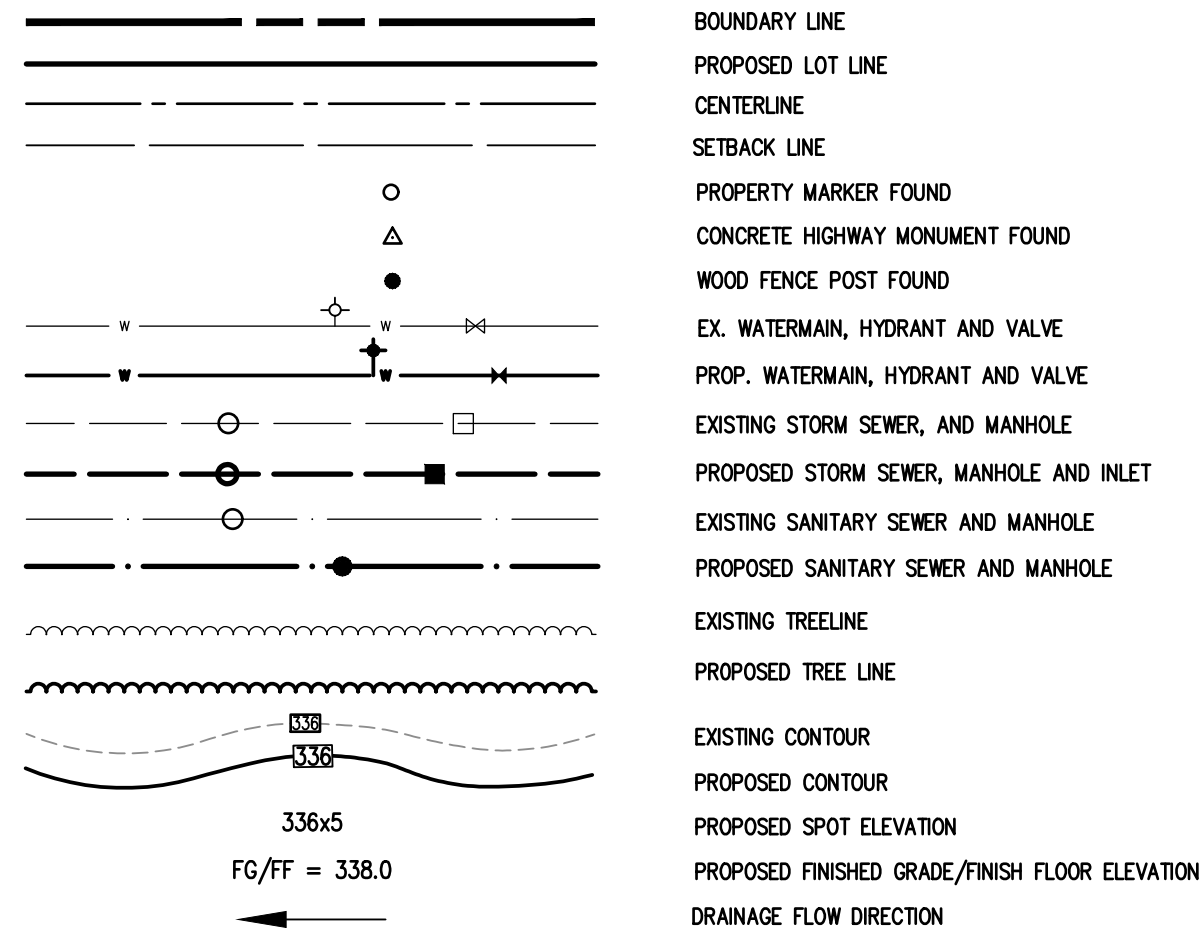 BOUNDARY LINE
PROPOSED LOT LINE
CENTERLINE
SETBACK LINE
PROPERTY MARKER FOUND
CONCRETE HIGHWAY MONUMENT FOUND
WOOD FENCE POST FOUND
W W EX. WATERMAIN, HYDRANT AND VALVE
W W PROP. WATERMAIN, HYDRANT AND VALVE
EXISTING STORM SEWER, AND MANHOLE
PROPOSED STORM SEWER, MANHOLE AND INLET
EXISTING SANITARY SEWER AND MANHOLE
PROPOSED SANITARY SEWER AND MANHOLE
EXISTING TREELINE
PROPOSED TREE LINE
336 EXISTING CONTOUR
336 PROPOSED CONTOUR
336x5 PROPOSED SPOT ELEVATION
FG/FF = 338.0 PROPOSED FINISHED GRADE/FINISH FLOOR ELEVATION
DRAINAGE FLOW DIRECTION